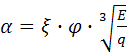 α = ξ · φ · ∛(E/q)